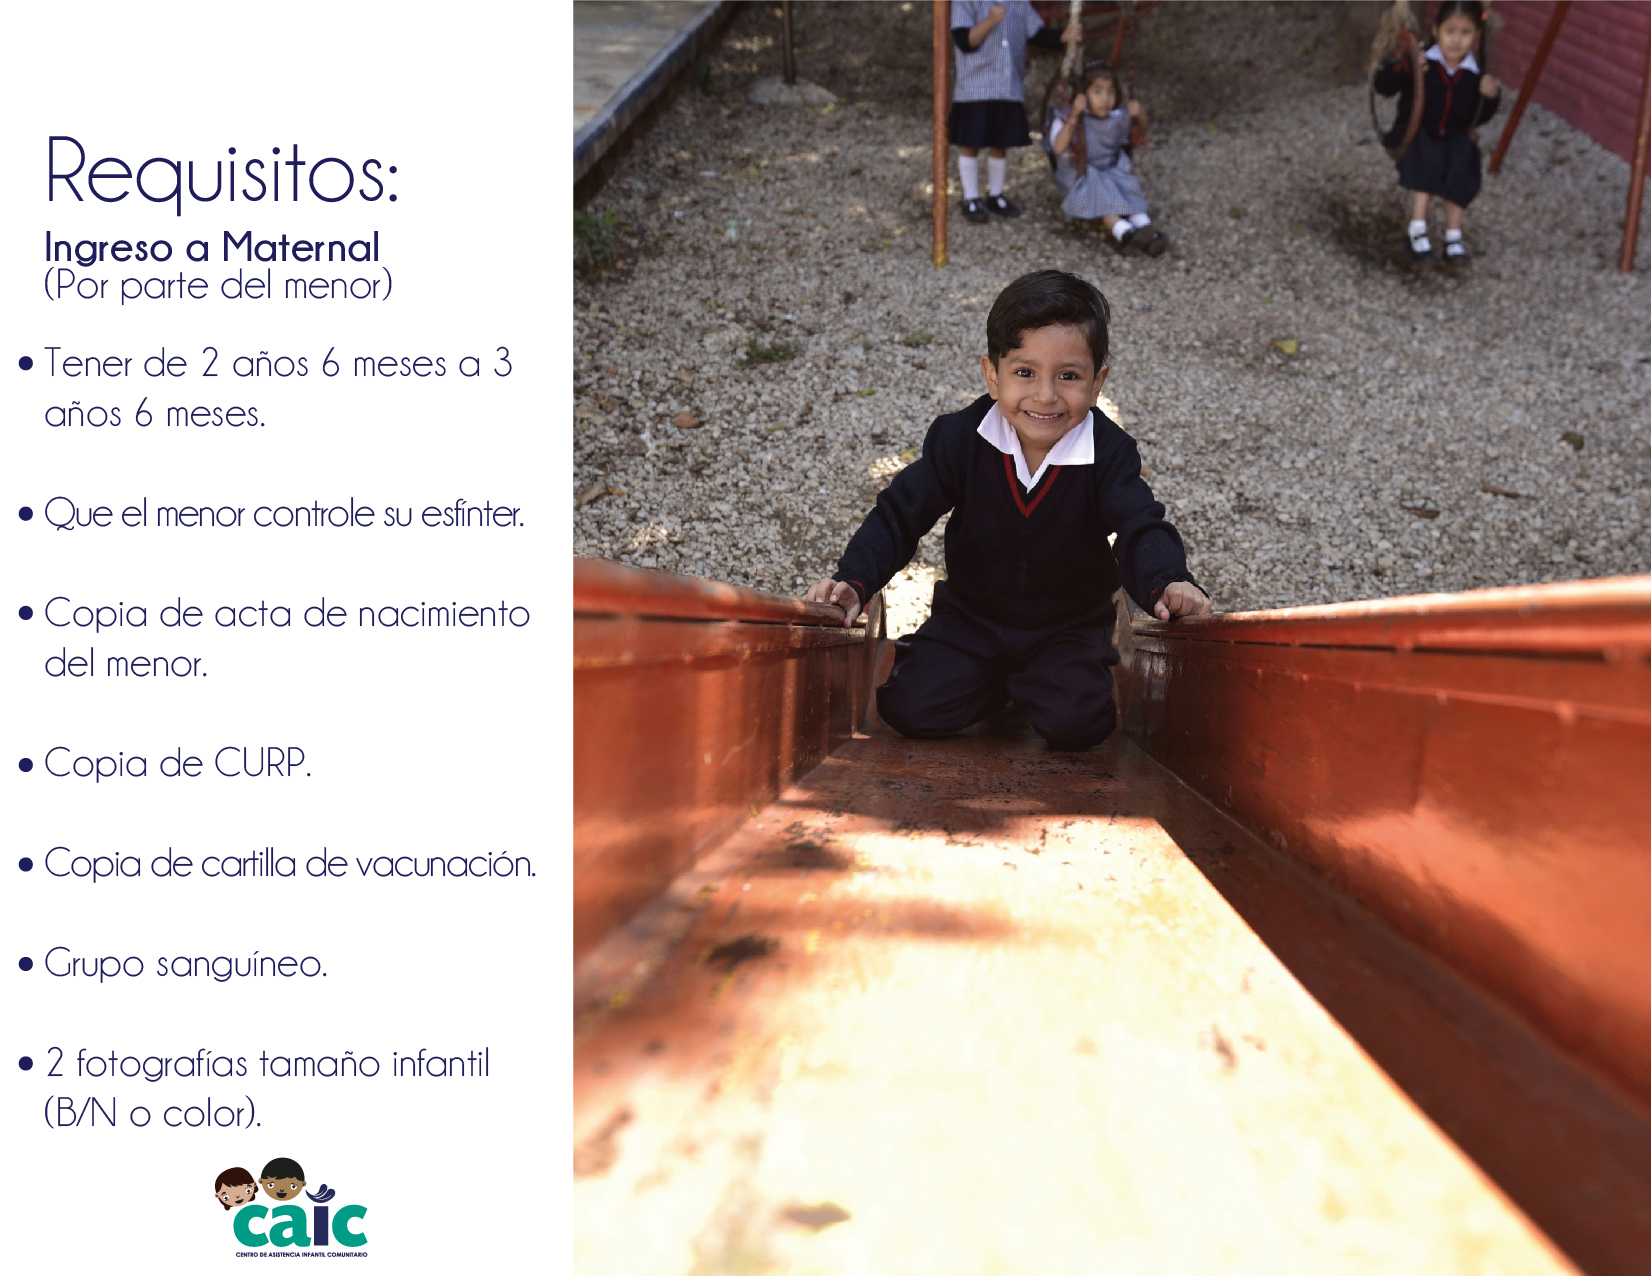 Requisitos:
Ingreso a Maternal
(Por parte del menor)
• Tener de 2 años 6 meses a 3
años 6 meses.
• Que el menor controle su esfínter.
• Copia de acta de nacimiento
del menor.
• Copia de CURP.
• Copia de cartilla de vacunación.
• Grupo sanguíneo.
• 2 fotografías tamaño infantil
(B/N o color).
caic
CENTRO DE ASISTENCIA INFANTIL COMUNITARIO